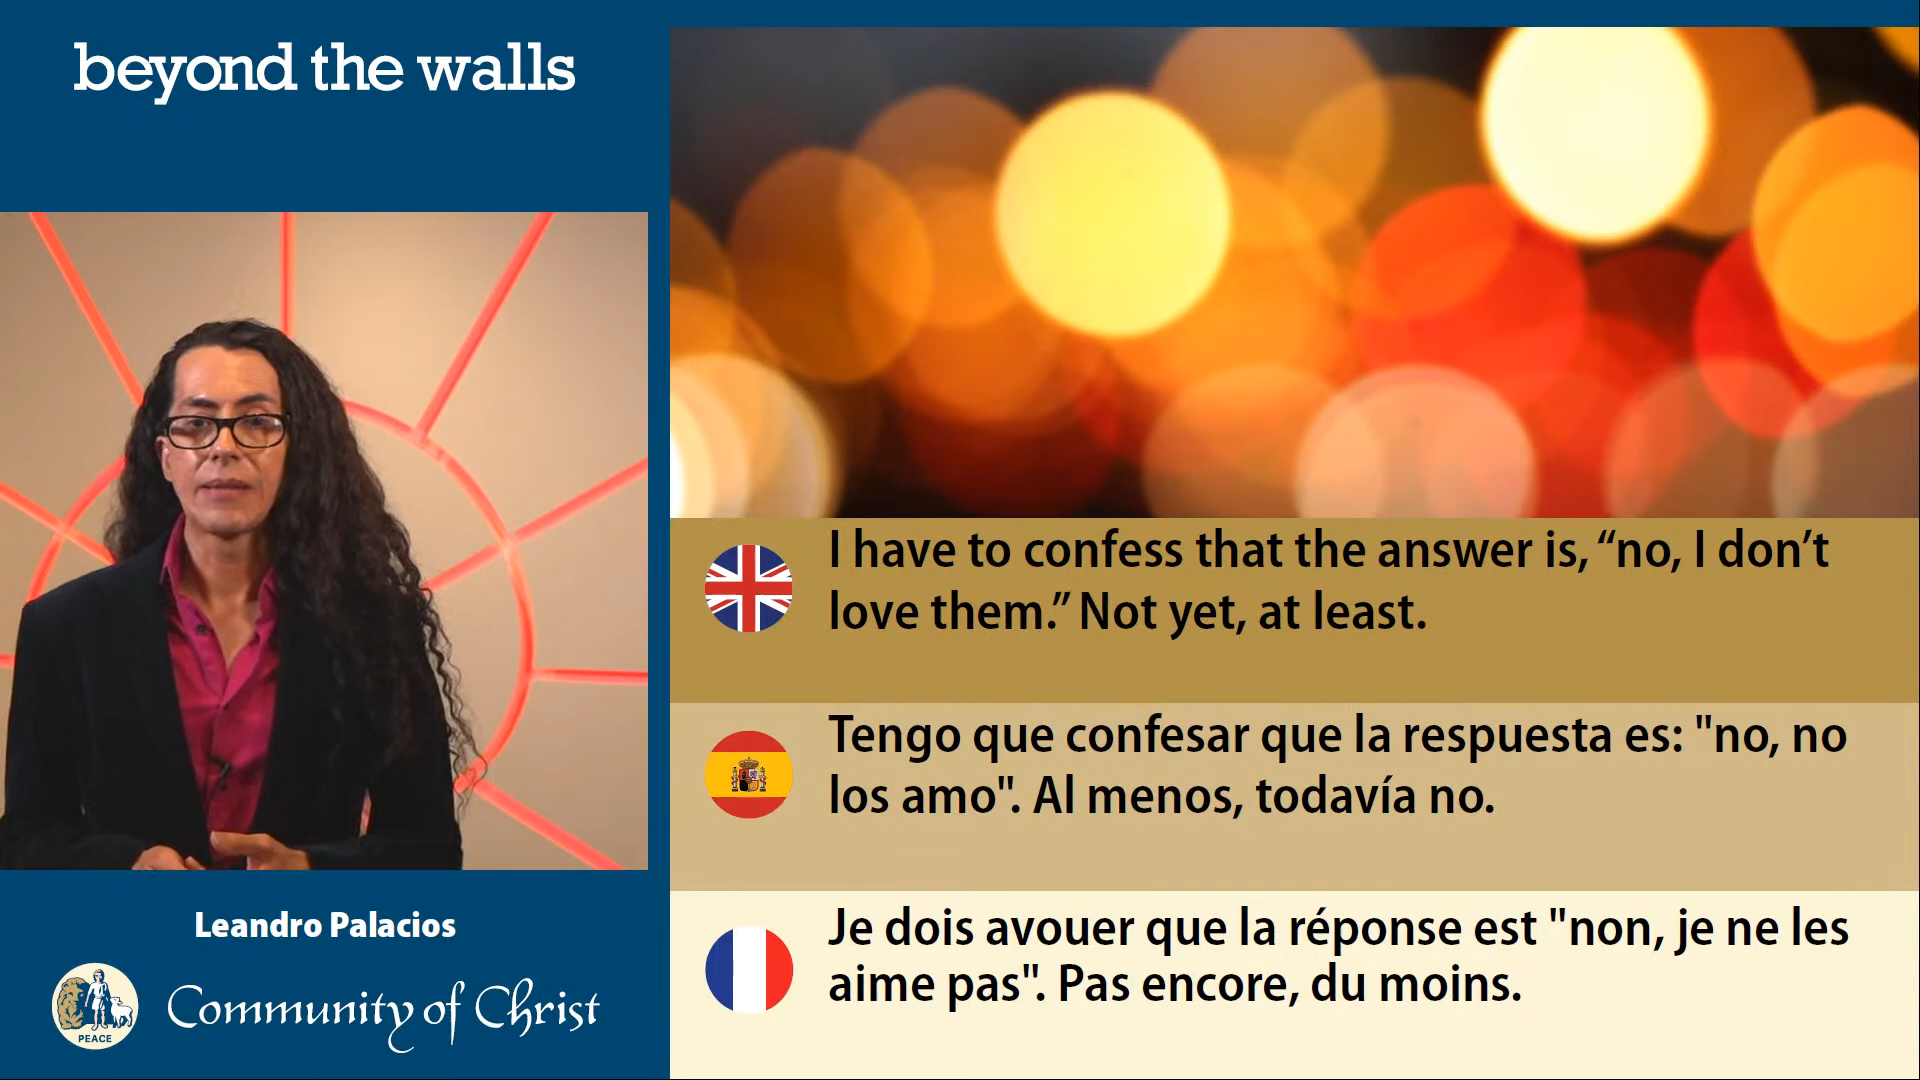 beyond the walls
Leandro Palacios
PEACE
Community of Christ
I have to confess that the answer is, “no, I don’t
love them.” Not yet, at least.
Tengo que confesar que la respuesta es: "no, no
los amo". Al menos, todavía no.
Je dois avouer que la réponse est "non, je ne les
aime pas". Pas encore, du moins.